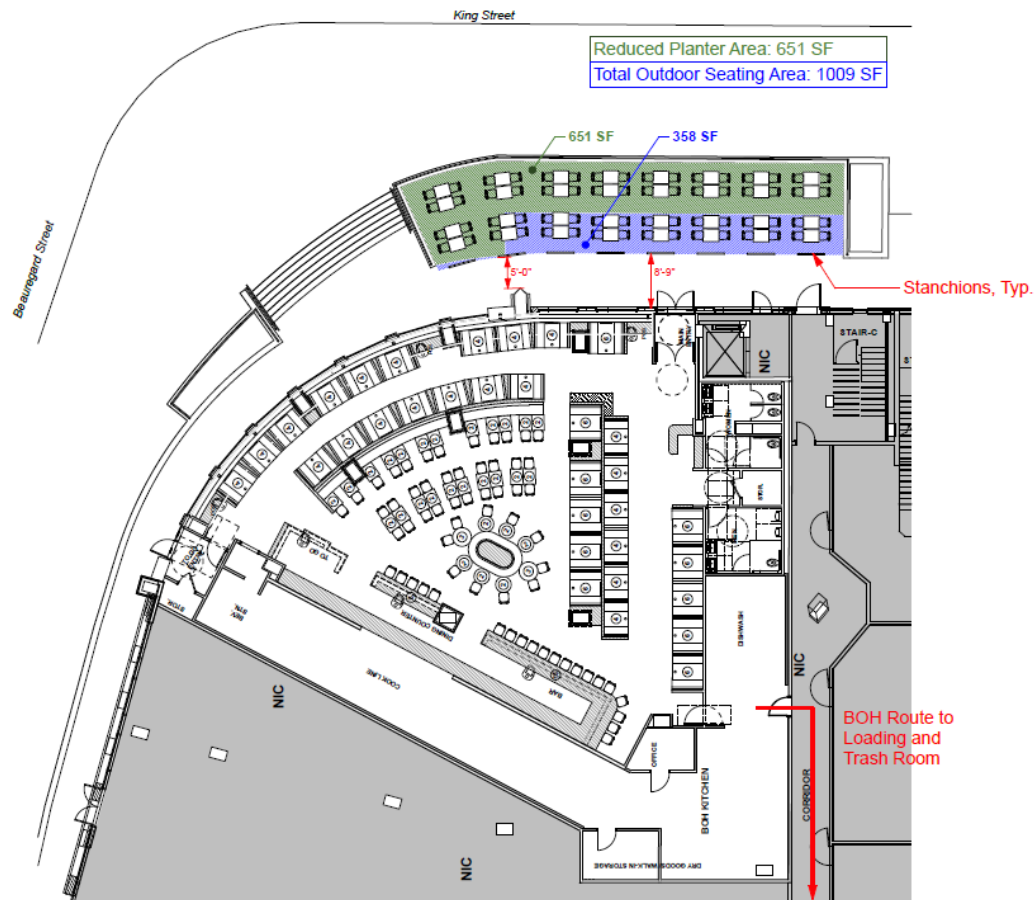 King Street
Reduced Planter Area: 651 SF
Total Outdoor Seating Area: 1009 SF
651 SF
358 SF
Beauregard Street
5'-0"
8'-9"
Stanchions, Typ.
STAIR-C
NIC
STOR.
TO GO
STOR.
DINING COUNTER
COOK LINE
BAR
DISHWASH
NIC
NIC
OFFICE
BOH KITCHEN
CORRIDOR
BOH Route to
Loading and
Trash Room
DRY GOODS/WALK-IN STORAGE
NIC